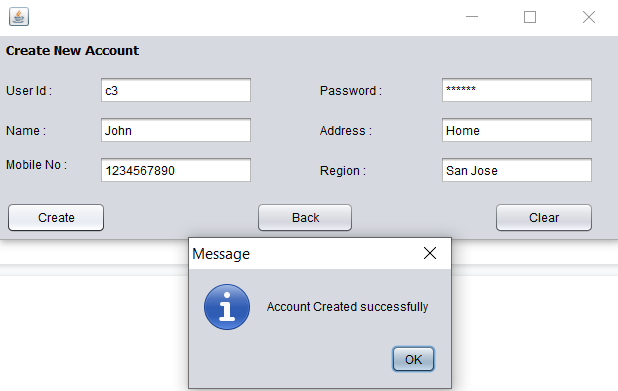 Create New Account
User Id : c3 Password : ******
Name : John Address : Home
Mobile No : 1234567890 Region : San Jose
Create Back Clear
Message
Account Created successfully
OK